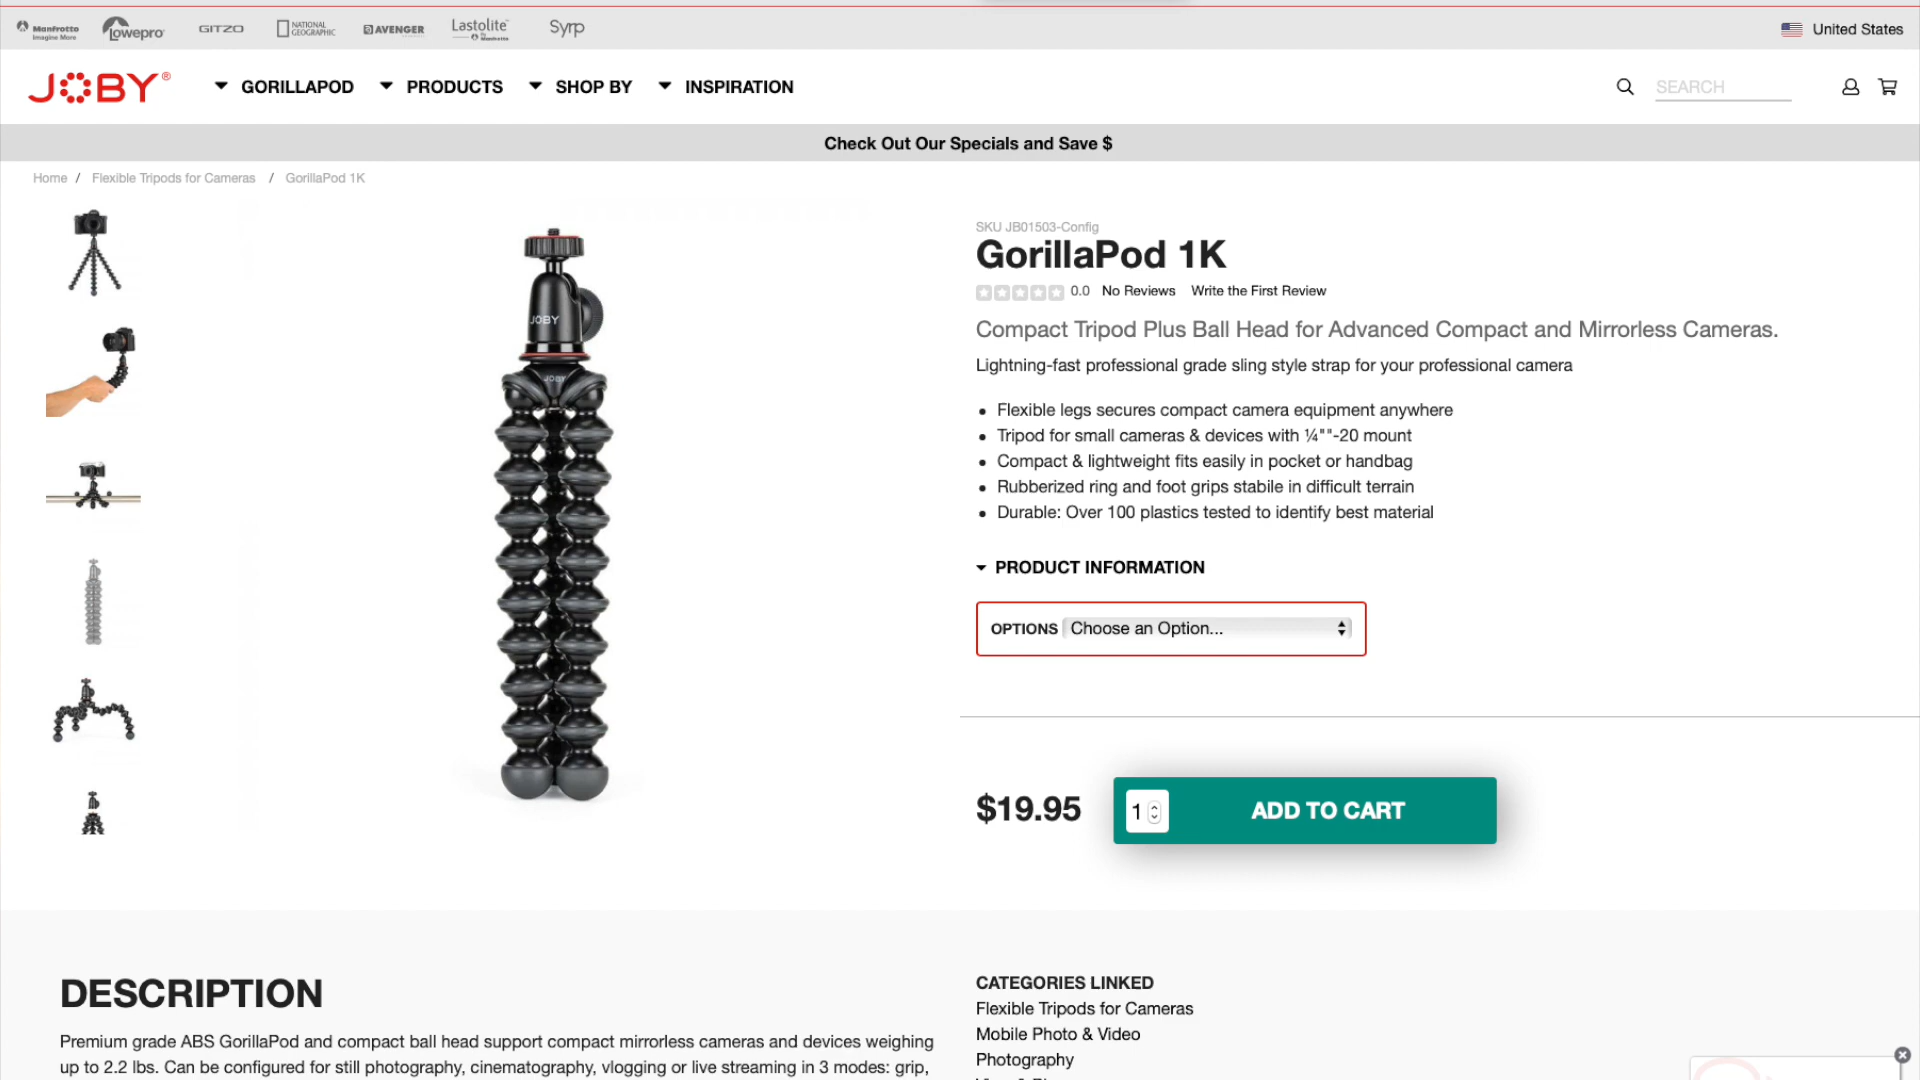 Manfrotto
Imagine More
Lowepro
GITZO
NATIONAL
GEOGRAPHIC
AVENGER
Lastolite
by Manfrotto
Syrp
United States
JOBY®
GORILLAPOD
PRODUCTS
SHOP BY
INSPIRATION
SEARCH
Check Out Our Specials and Save $
Home / Flexible Tripods for Cameras / GorillaPod 1K
JOBY
JOBY
SKU JB01503-Config
GorillaPod 1K
0.0 No Reviews Write the First Review
Compact Tripod Plus Ball Head for Advanced Compact and Mirrorless Cameras.
Lightning-fast professional grade sling style strap for your professional camera
• Flexible legs secures compact camera equipment anywhere
• Tripod for small cameras & devices with ¼""-20 mount
• Compact & lightweight fits easily in pocket or handbag
• Rubberized ring and foot grips stabile in difficult terrain
• Durable: Over 100 plastics tested to identify best material
PRODUCT INFORMATION
OPTIONS Choose an Option...
$19.95
1
ADD TO CART
DESCRIPTION
Premium grade ABS GorillaPod and compact ball head support compact mirrorless cameras and devices weighing
up to 2.2 lbs. Can be configured for still photography, cinematography, vlogging or live streaming in 3 modes: grip,
CATEGORIES LINKED
Flexible Tripods for Cameras
Mobile Photo & Video
Photography